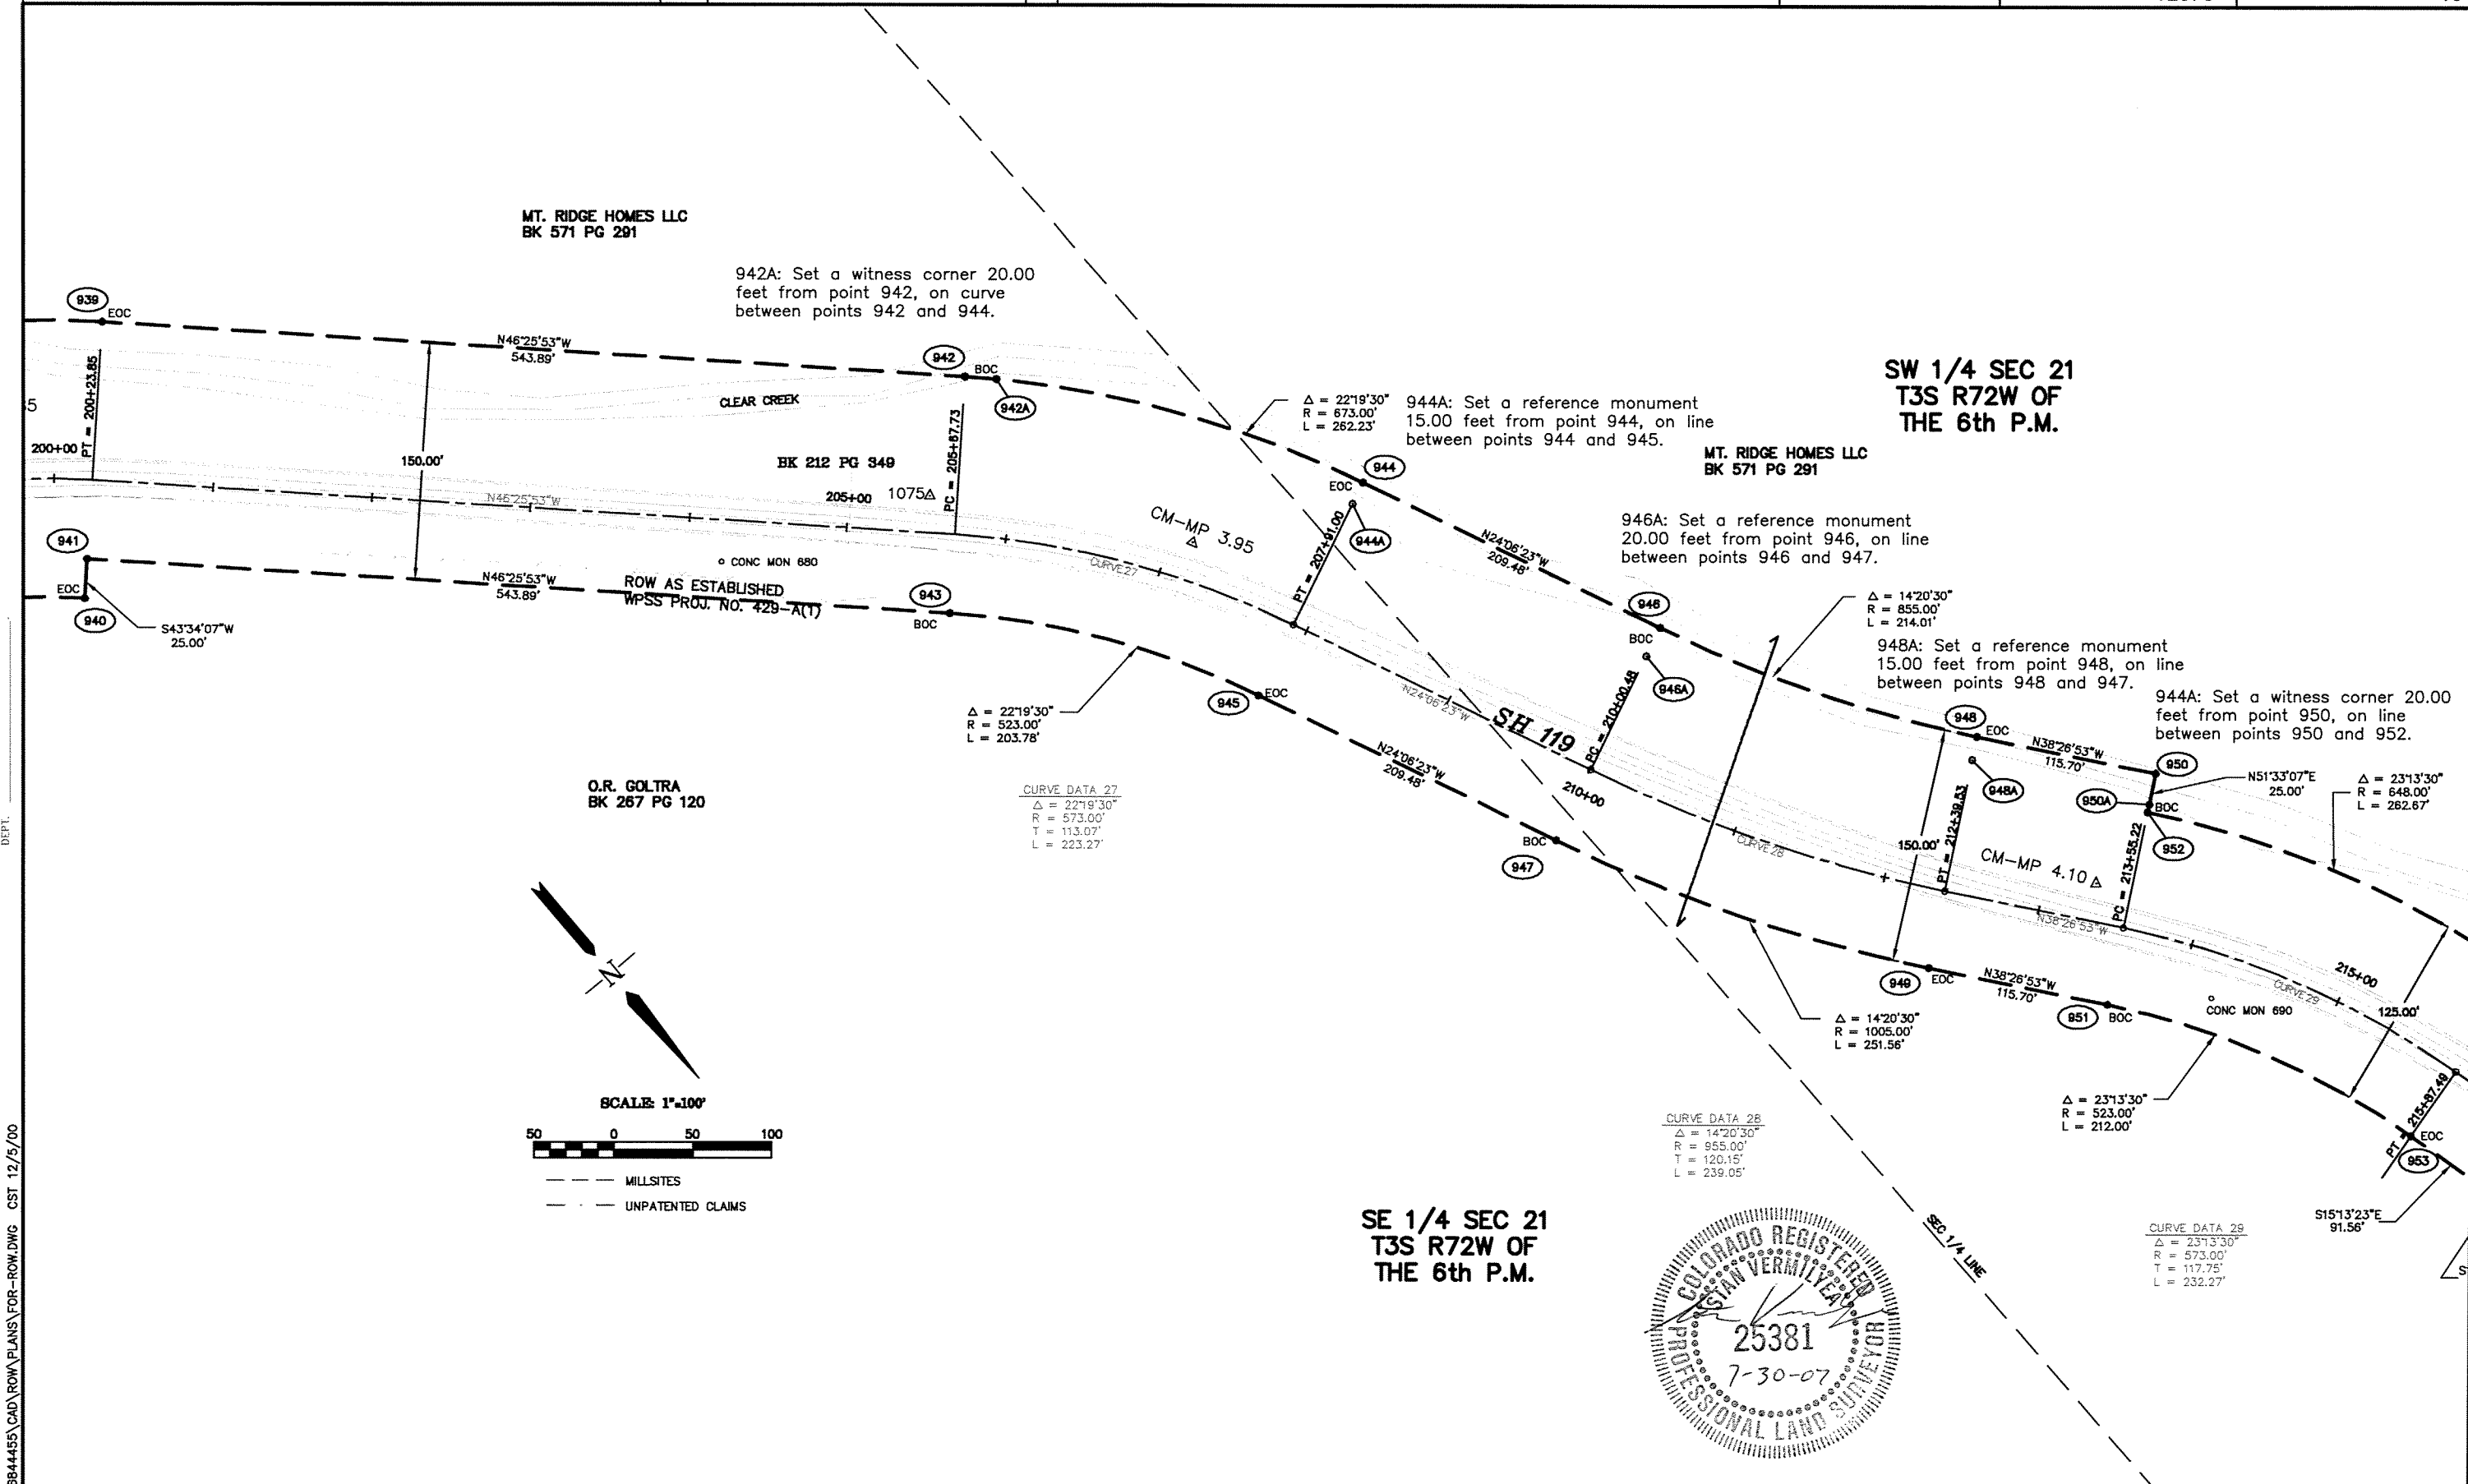 MT. RIDGE HOMES LLC
BK 571 PG 291
942A: Set a witness corner 20.00
feet from point 942, on curve
between points 942 and 944.
939
EOC
N46°25'53"W
543.89'
942
BOC
942A
PT = 200+23.85
200+00
150.00'
CLEAR CREEK
BK 212 PG 349
N46°25'53"W
205+00
1075
PC = 205+67.73
CM-MP 3.95
CURVE 27
941
EOC
940
S43°34'07"W
25.00'
N46°25'53"W
543.89'
CONC MON 680
ROW AS ESTABLISHED
WPSS PROJ. NO. 429-A(1)
943
BOC
Δ = 22°19'30"
R = 673.00'
L = 262.23'
944A: Set a reference monument
15.00 feet from point 944, on line
between points 944 and 945.
SW 1/4 SEC 21
T3S R72W OF
THE 6th P.M.
MT. RIDGE HOMES LLC
BK 571 PG 291
944
EOC
944A
PT = 207+91.00
N24°06'23"W
209.48'
946A: Set a reference monument
20.00 feet from point 946, on line
between points 946 and 947.
946
BOC
946A
PC = 210+00.48
Δ = 14°20'30"
R = 855.00'
L = 214.01'
948A: Set a reference monument
15.00 feet from point 948, on line
between points 948 and 947.
944A: Set a witness corner 20.00
feet from point 950, on line
between points 950 and 952.
948
EOC
948A
N38°26'53"W
115.70'
950
950A
BOC
952
N51°33'07"E
25.00'
Δ = 23°13'30"
R = 648.00'
L = 262.67'
945
EOC
Δ = 22°19'30"
R = 523.00'
L = 203.78'
N24°06'23"W
SH 119
210+00
N24°06'23"W
209.48'
BOC
947
CURVE 28
150.00'
PT = 212+39.53
CM-MP 4.10
PC = 213+55.22
N38°26'53"W
949
EOC
N38°26'53"W
115.70'
951
BOC
CONC MON 690
215+00
CURVE 29
125.00'
Δ = 14°20'30"
R = 1005.00'
L = 251.56'
Δ = 23°13'30"
R = 523.00'
L = 212.00'
PT = 215+87.49
EOC
953
S15°13'23"E
91.56'
O.R. GOLTRA
BK 267 PG 120
CURVE DATA 27
Δ = 22°19'30"
R = 573.00'
T = 113.07'
L = 223.27'
N
SCALE: 1"=100'
50 0 50 100
MILLSITES
UNPATENTED CLAIMS
CURVE DATA 28
Δ = 14°20'30"
R = 955.00'
T = 120.15'
L = 239.05'
SE 1/4 SEC 21
T3S R72W OF
THE 6th P.M.
SEC 1/4 LINE
CURVE DATA 29
Δ = 23°13'30"
R = 573.00'
T = 117.75'
L = 232.27'
COLORADO REGISTERED
STAN VERMILYEA
25381
7-30-07
PROFESSIONAL LAND SURVEYOR
DEPT.
6844455\CAD\ROW\PLANS\FOR-ROW.DWG CST 12/5/00